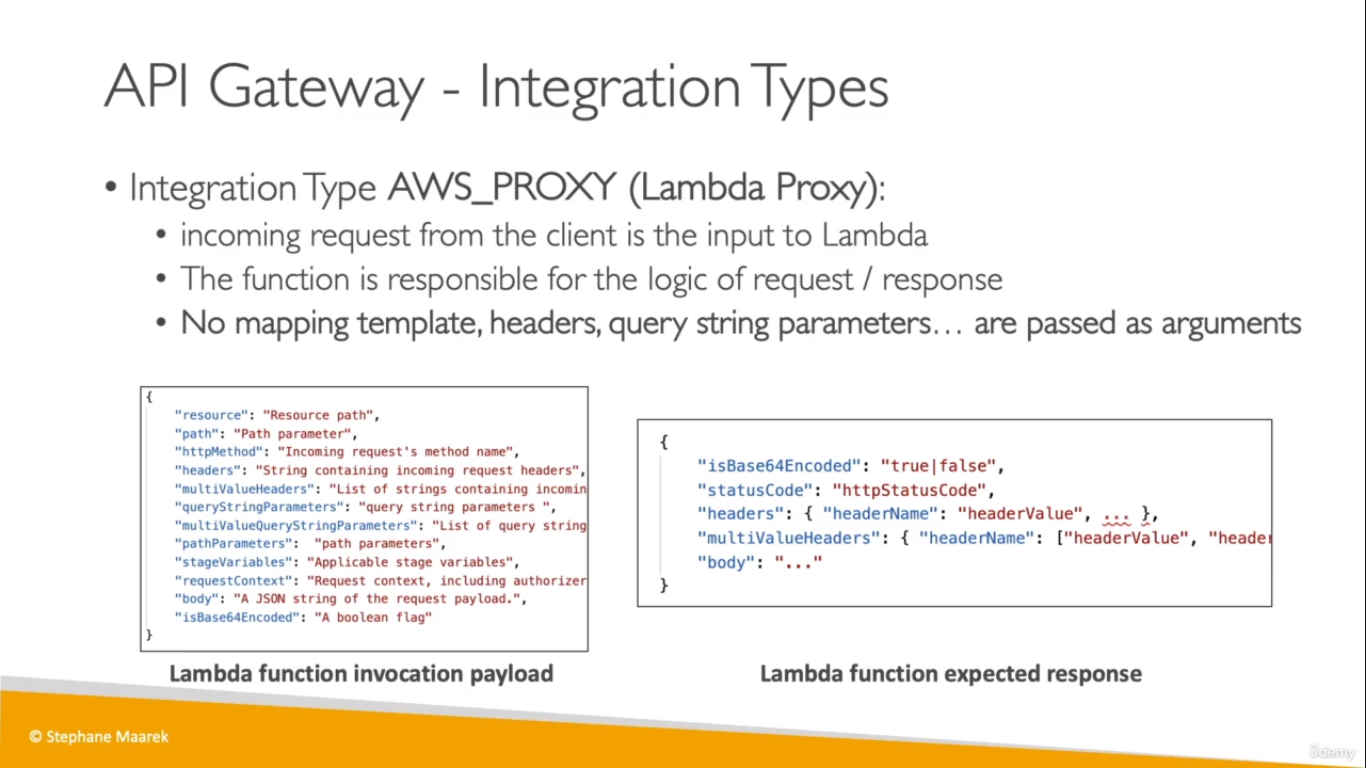 API Gateway - Integration Types
• Integration Type AWS_PROXY (Lambda Proxy):
• incoming request from the client is the input to Lambda
• The function is responsible for the logic of request / response
• No mapping template, headers, query string parameters… are passed as arguments
{
"resource": "Resource path",
"path": "Path parameter",
"httpMethod": "Incoming request's method name",
"headers": "String containing incoming request headers",
"multiValueHeaders": "List of strings containing incomin
"queryStringParameters": "query string parameters ",
"multiValueQueryStringParameters": "List of query string
"pathParameters":  "path parameters",
"stageVariables": "Applicable stage variables",
"requestContext": "Request context, including authorizer
"body": "A JSON string of the request payload.",
"isBase64Encoded": "A boolean flag"
}
Lambda function invocation payload
{
"isBase64Encoded": "true|false",
"statusCode": "httpStatusCode",
"headers": { "headerName": "headerValue", ... },
"multiValueHeaders": { "headerName": ["headerValue", "header
"body": "..."
}
Lambda function expected response
© Stephane Maarek
ûdemy